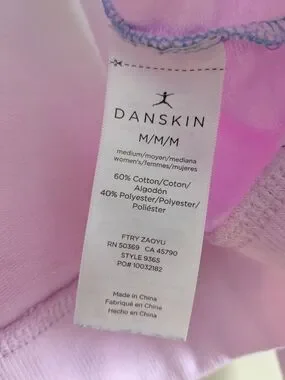 DANSKIN
M/M/M
medium/moyen/mediana
women's/femmes/mujeres
60% Cotton/Coton/
Algodón
40% Polyester/Polyester/
Poliéster
FTRY ZAOYU
RN 50369 CA 45790
STYLE 9365
PO# 10032182
Made in China
Fabriqué en Chine
Hecho en China